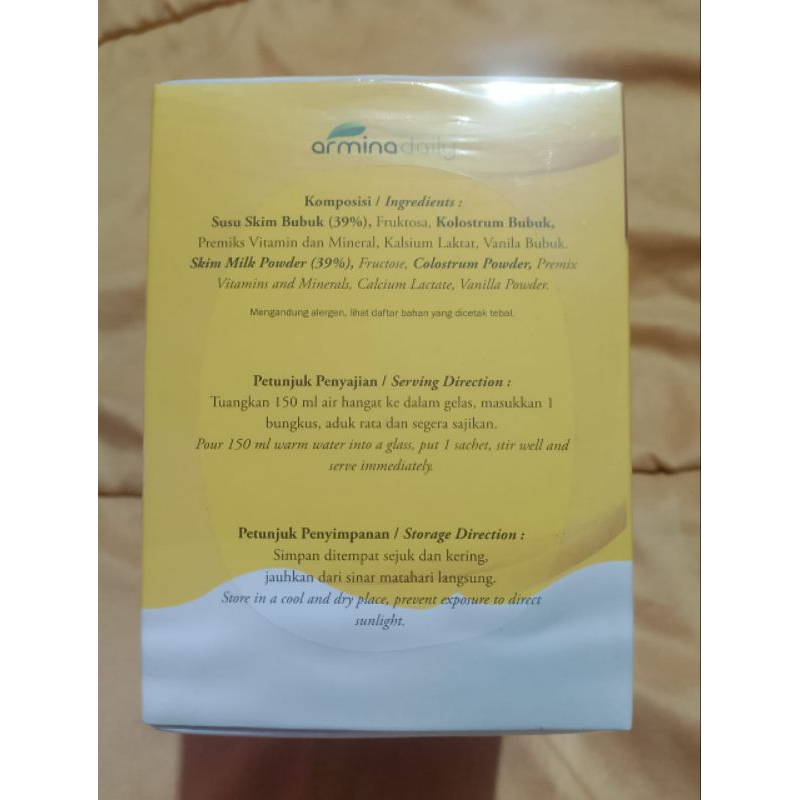 arminadaily
Komposisi / Ingredients :
Susu Skim Bubuk (39%), Fruktosa, Kolostrum Bubuk,
Premiks Vitamin dan Mineral, Kalsium Laktat, Vanila Bubuk.
Skim Milk Powder (39%), Fructose, Colostrum Powder, Premix
Vitamins and Minerals, Calcium Lactate, Vanilla Powder.
Mengandung alergen, lihat daftar bahan yang dicetak tebal.
Petunjuk Penyajian / Serving Direction :
Tuangkan 150 ml air hangat ke dalam gelas, masukkan 1
bungkus, aduk rata dan segera sajikan.
Pour 150 ml warm water into a glass, put 1 sachet, stir well and
serve immediately.
Petunjuk Penyimpanan / Storage Direction :
Simpan ditempat sejuk dan kering,
jauhkan dari sinar matahari langsung.
Store in a cool and dry place, prevent exposure to direct
sunlight.